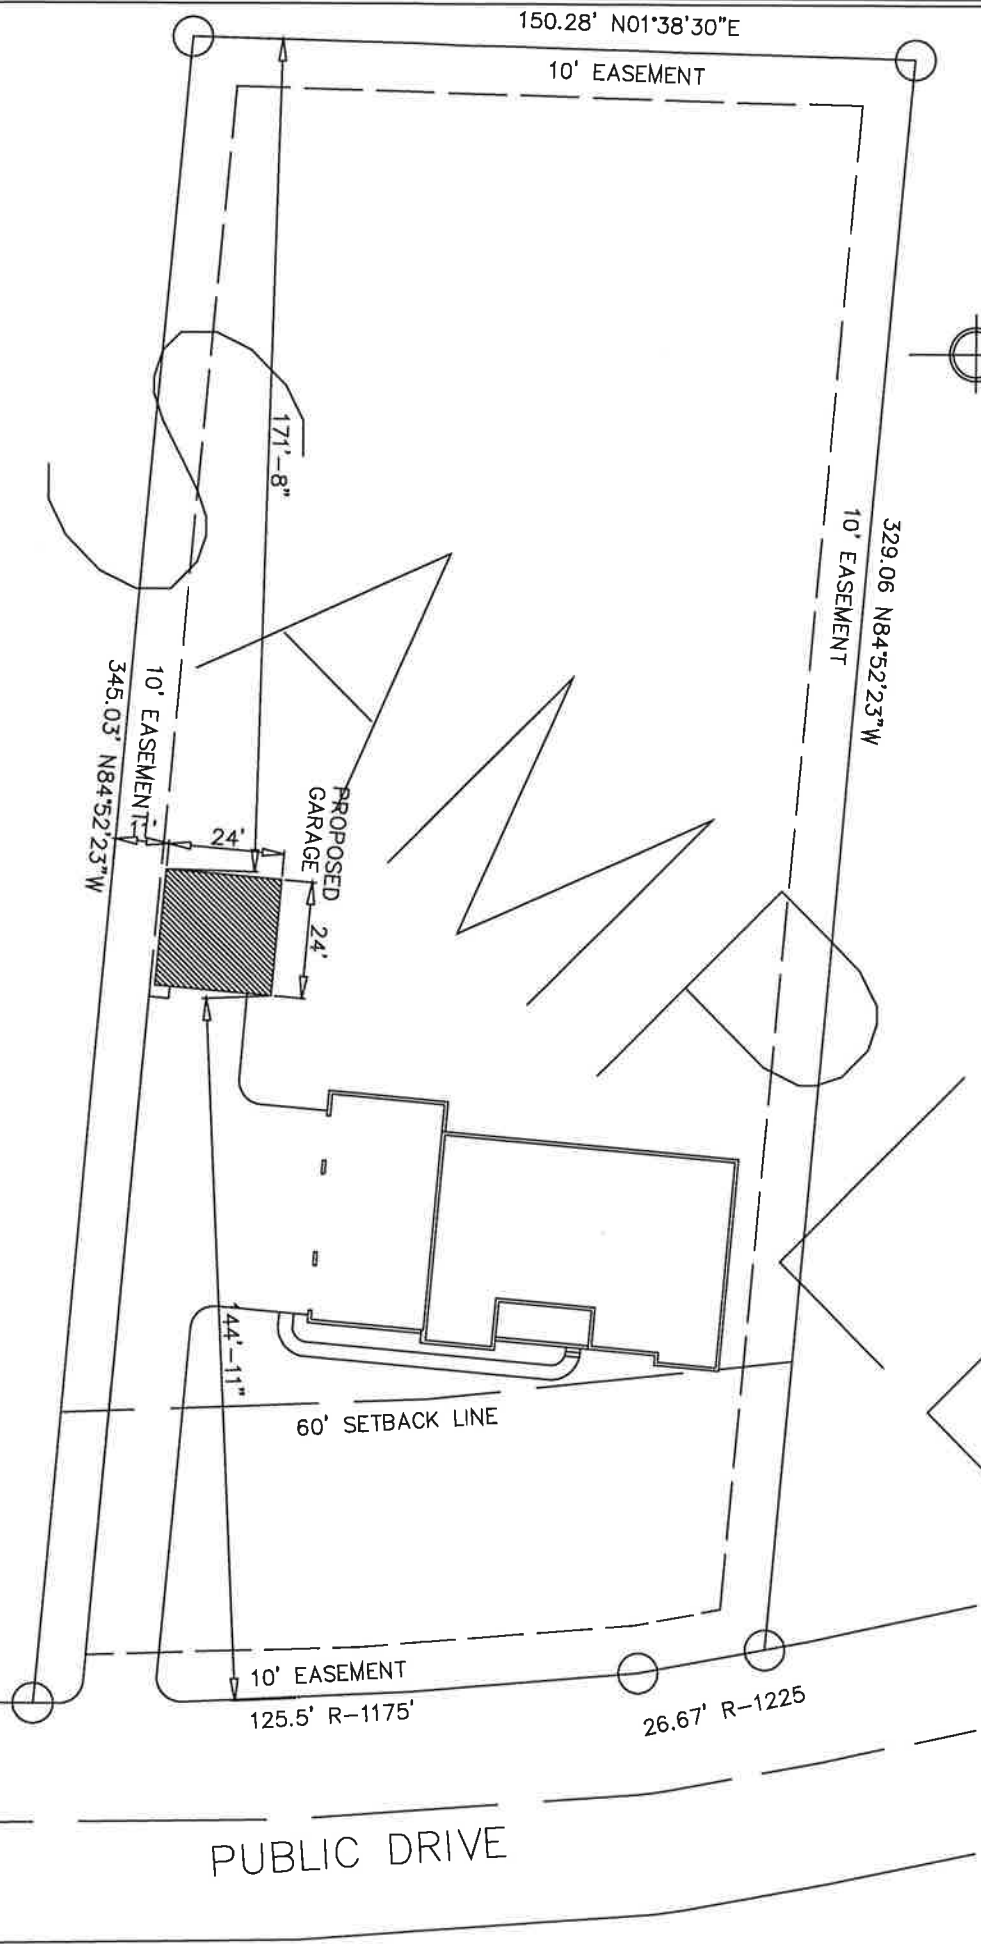 150.28' N01°38'30"E
10' EASEMENT
171'-8"
329.06 N84°52'23"W
10' EASEMENT
345.03' N84°52'23"W
10' EASEMENT
PROPOSED
GARAGE
24'
24'
144'-11"
60' SETBACK LINE
10' EASEMENT
125.5' R-1175'
26.67' R-1225
PUBLIC DRIVE
SAMPL